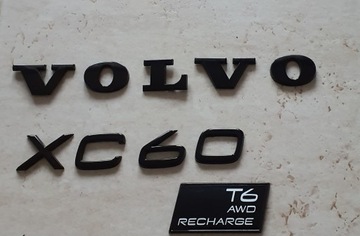 VOLVO
XC60
T6
AWD
RECHARGE